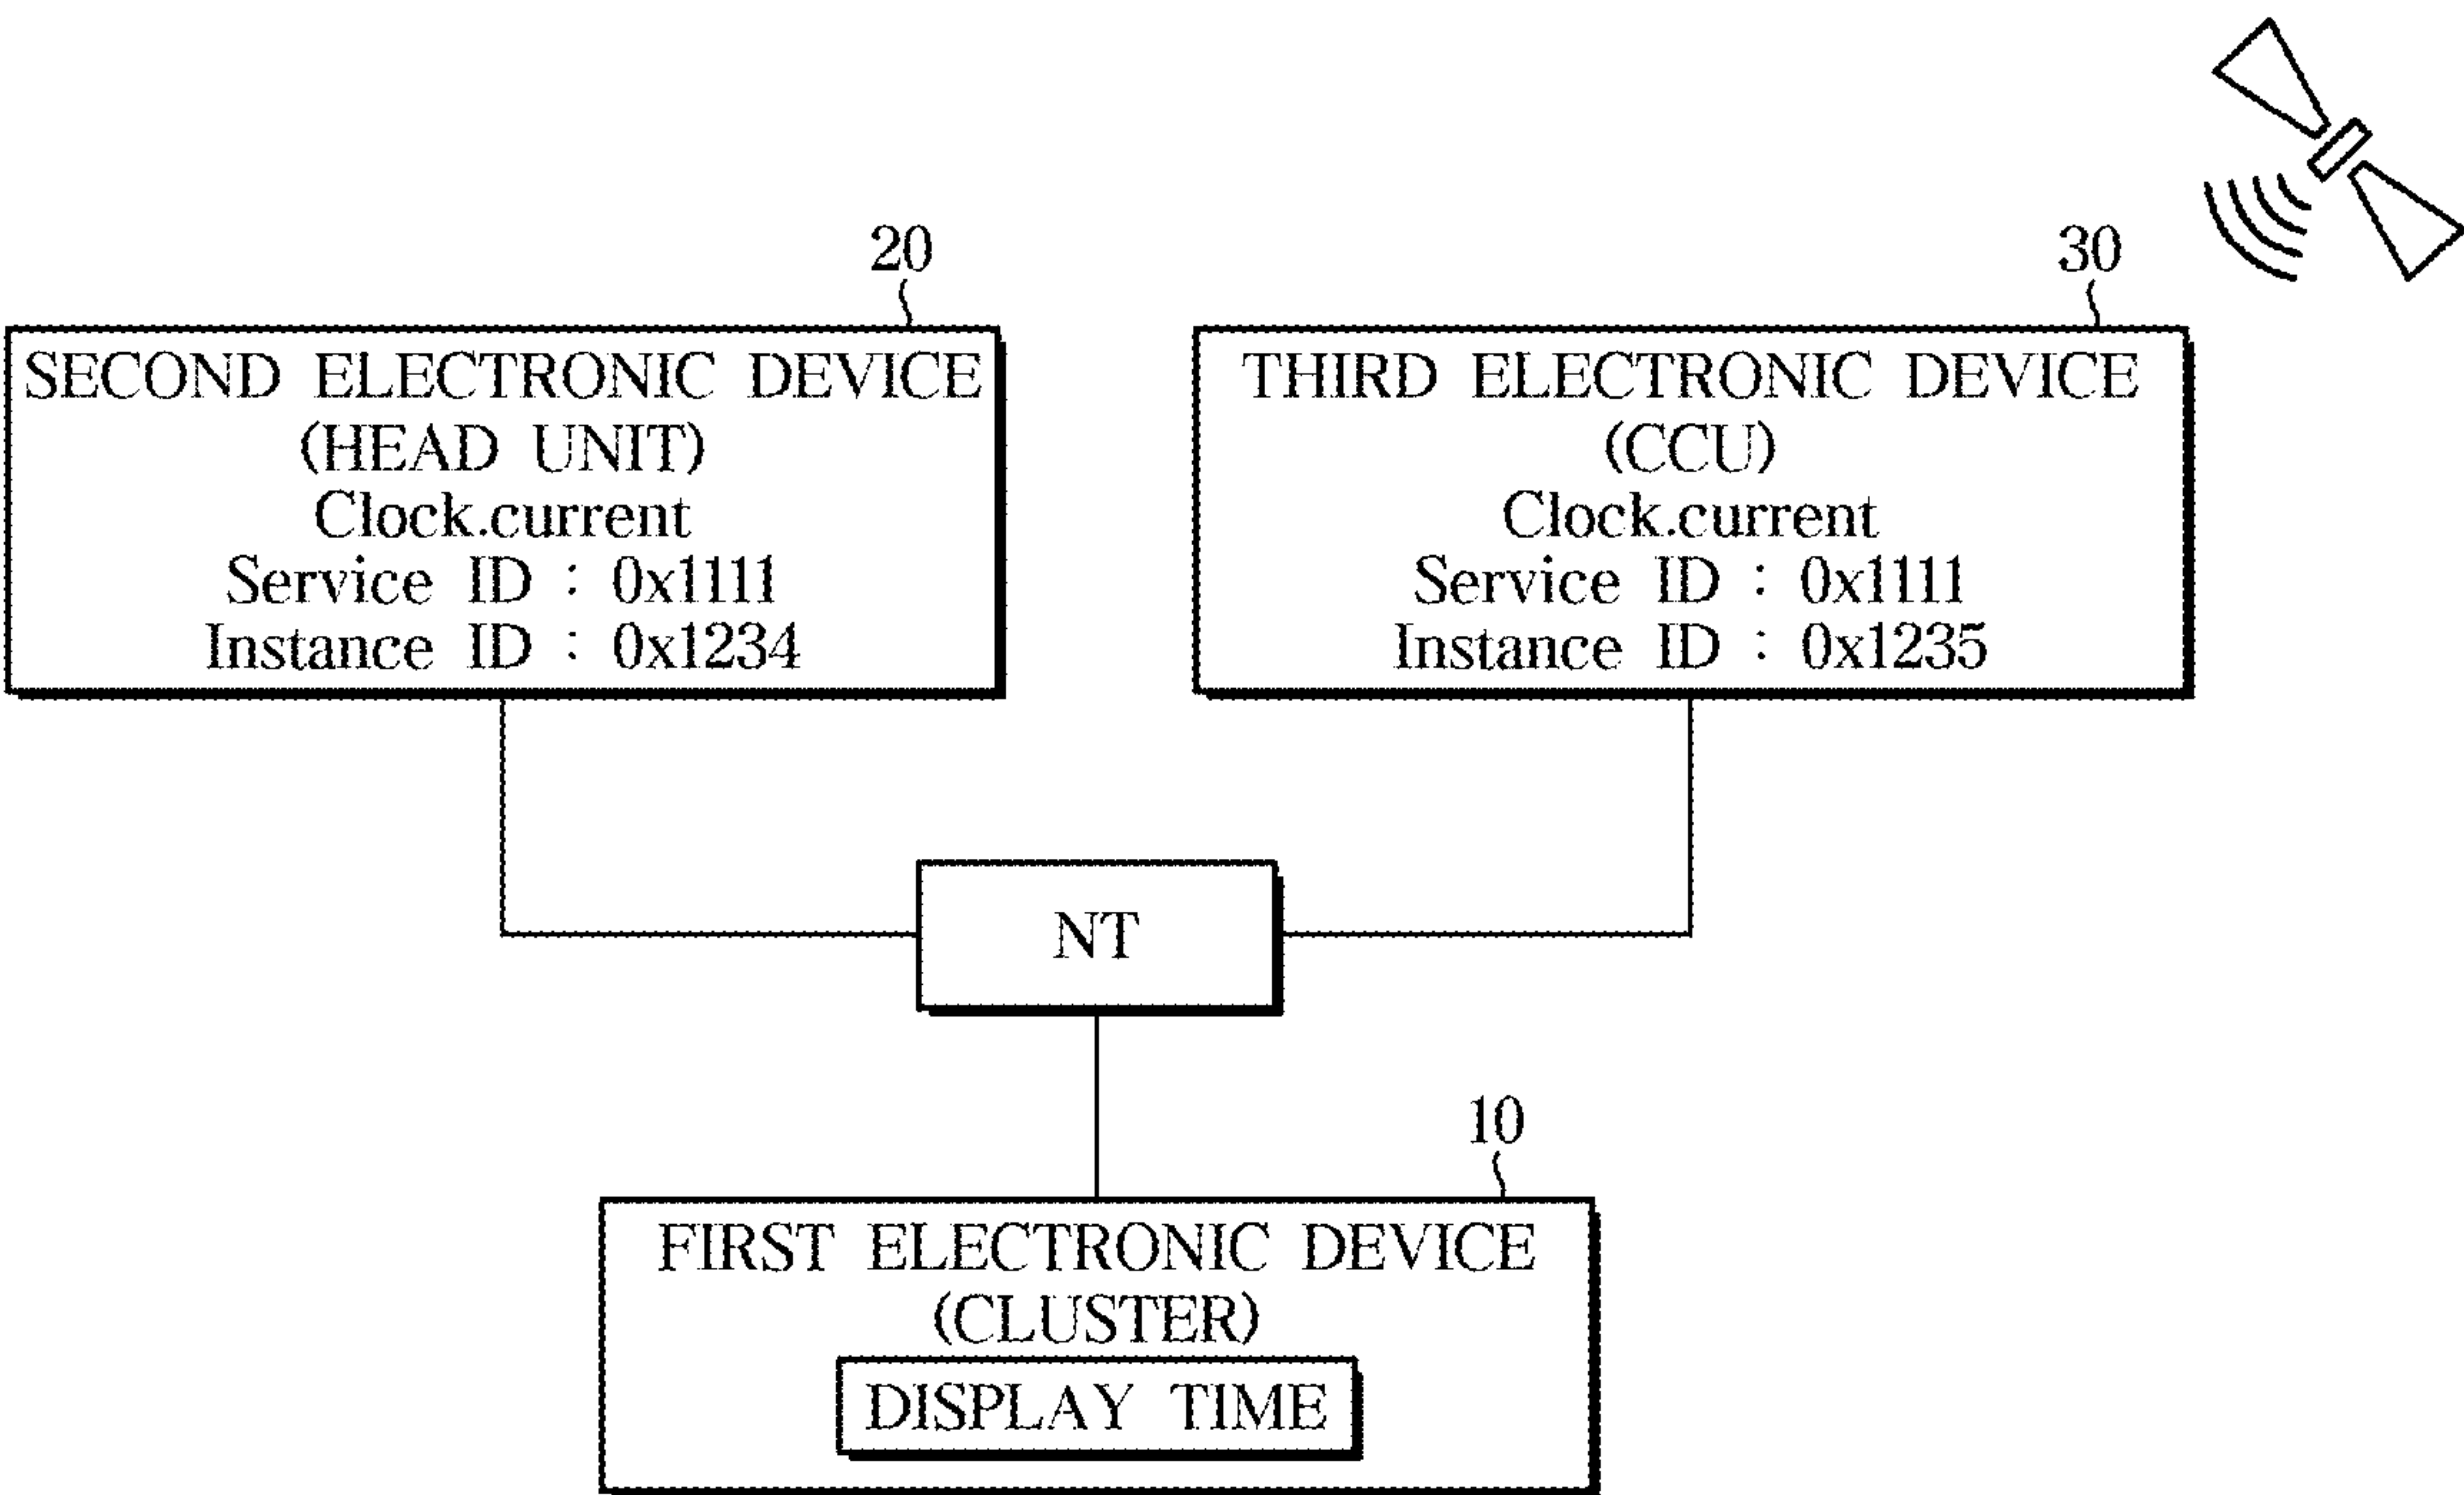 20
SECOND ELECTRONIC DEVICE
(HEAD UNIT)
Clock.current
Service ID : 0x1111
Instance ID : 0x1234
30
THIRD ELECTRONIC DEVICE
(CCU)
Clock.current
Service ID : 0x1111
Instance ID : 0x1235
NT
10
FIRST ELECTRONIC DEVICE
(CLUSTER)
DISPLAY TIME